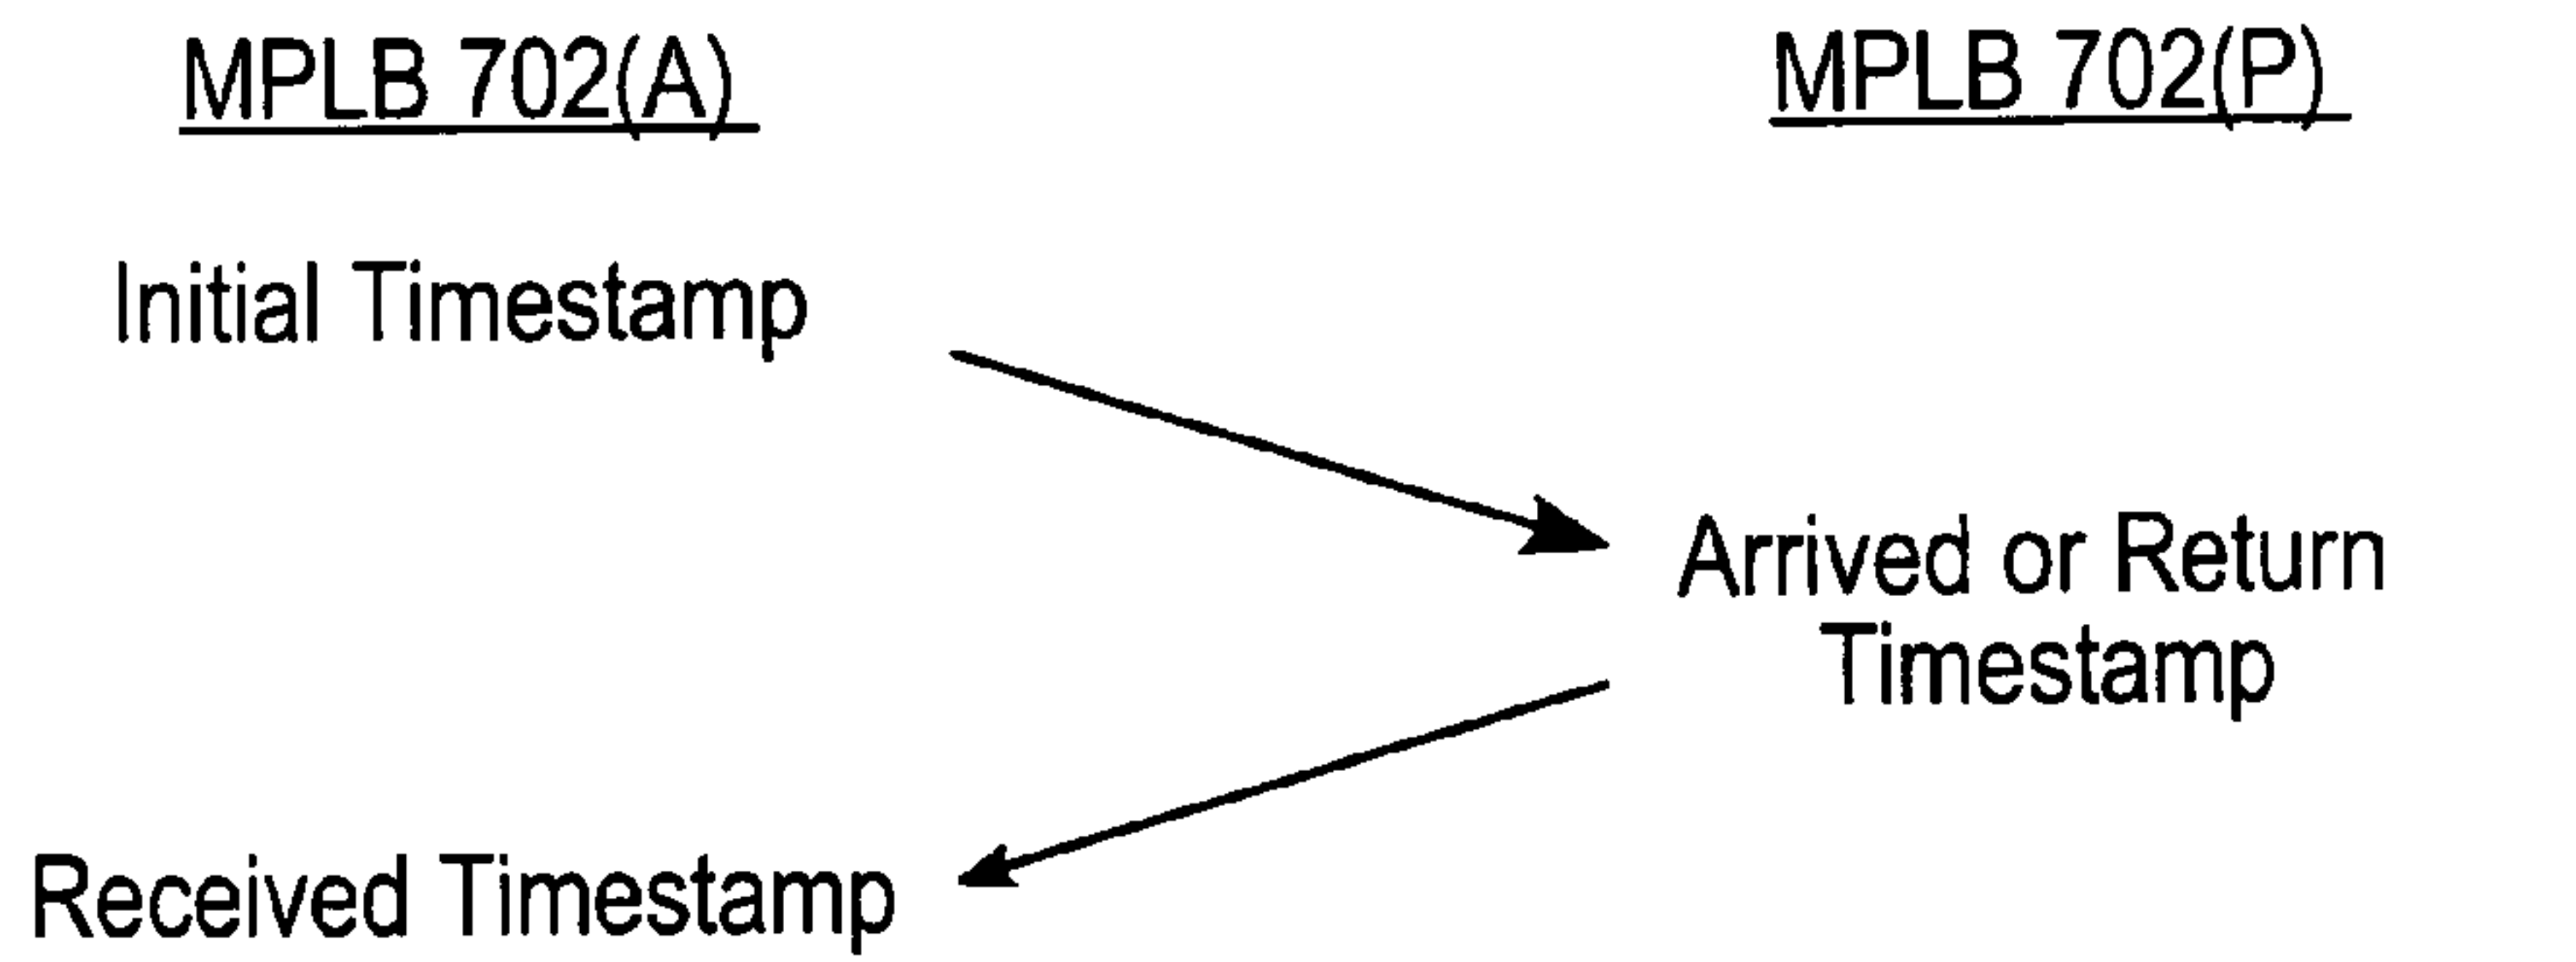 MPLB 702(A)
MPLB 702(P)
Initial Timestamp
Arrived or Return
Timestamp
Received Timestamp